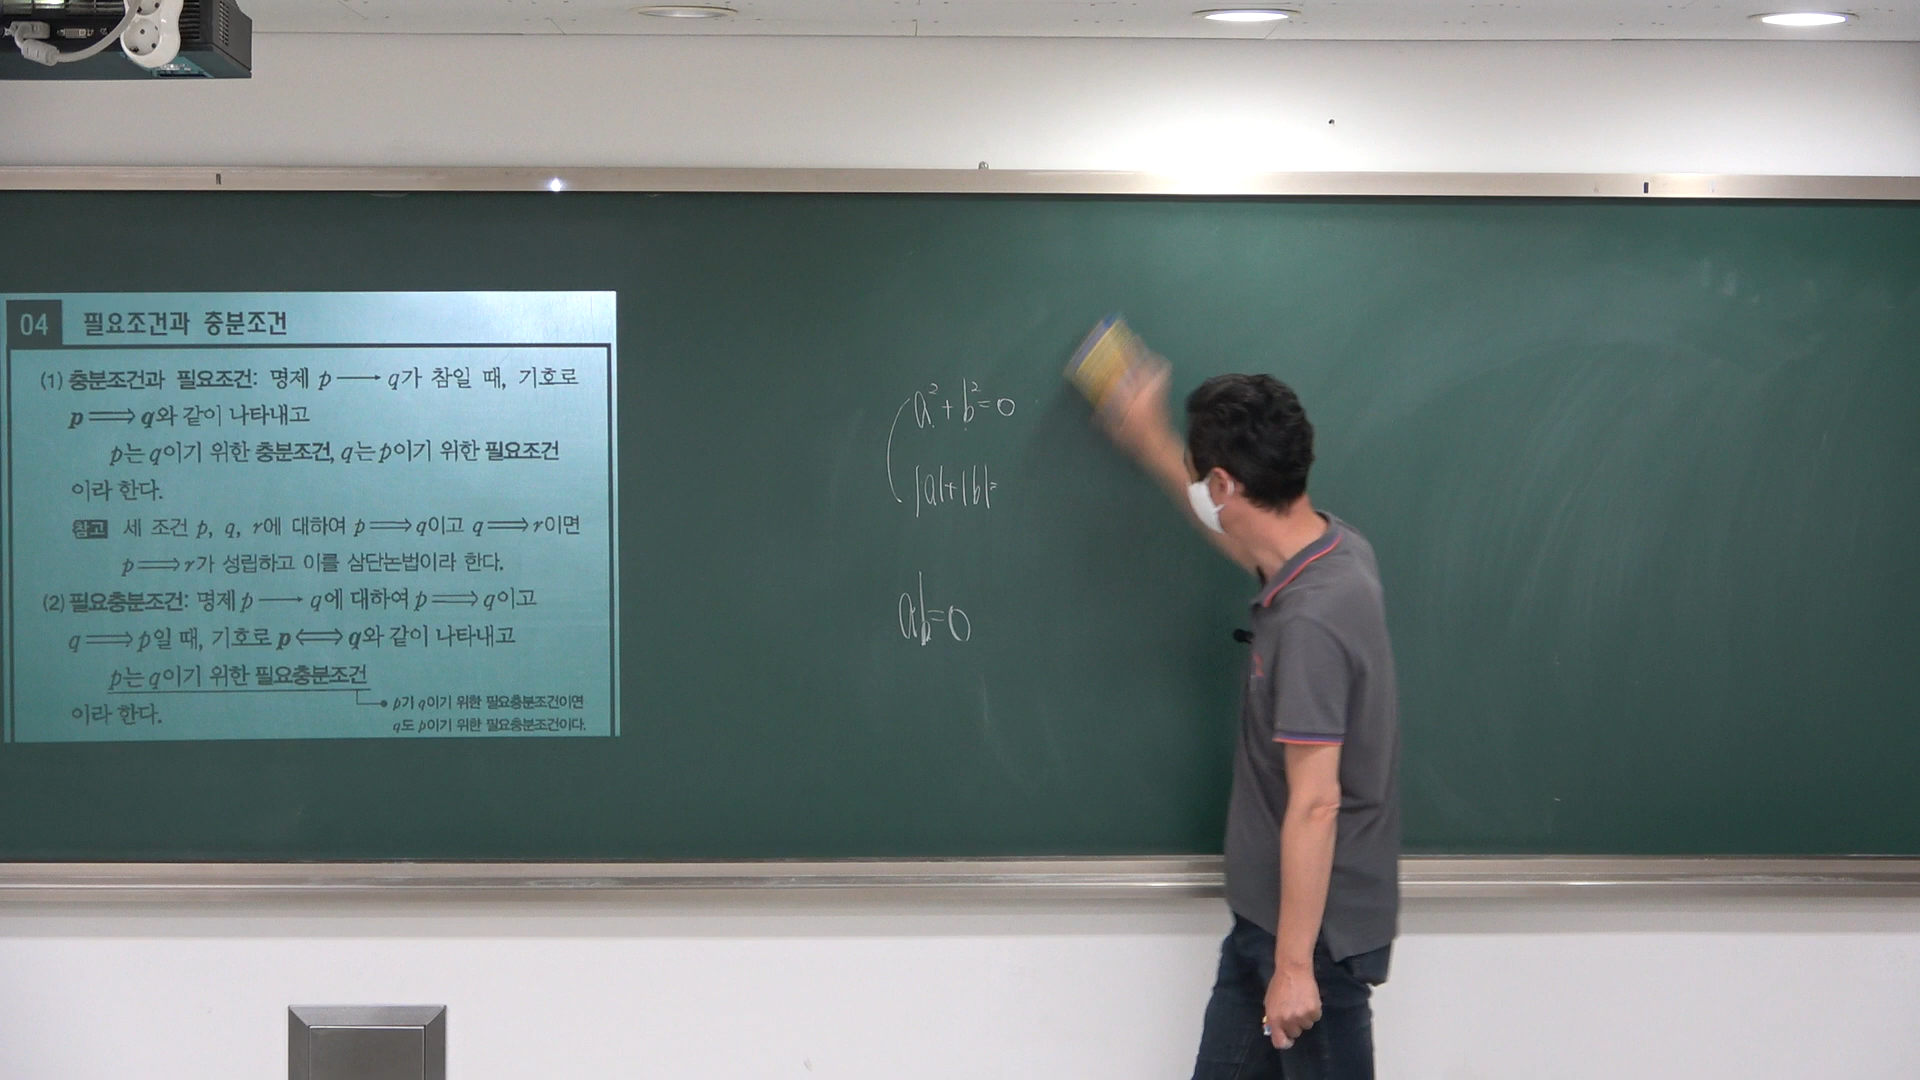 04 필요조건과 충분조건
(1) 충분조건과 필요조건: 명제 p ⟶ q가 참일 때, 기호로
p ⟹ q와 같이 나타내고
p는 q이기 위한 충분조건, q는 p이기 위한 필요조건
이라 한다.
참고 세 조건 p, q, r에 대하여 p ⟹ q이고 q ⟹ r이면
p ⟹ r가 성립하고 이를 삼단논법이라 한다.
(2) 필요충분조건: 명제 p ⟶ q에 대하여 p ⟹ q이고
q ⟹ p일 때, 기호로 p ⟺ q와 같이 나타내고
p는 q이기 위한 필요충분조건
p가 q이기 위한 필요충분조건이면
이라 한다.
q도 p이기 위한 필요충분조건이다.
a²+b²=0
|a|+|b|=
ab=0